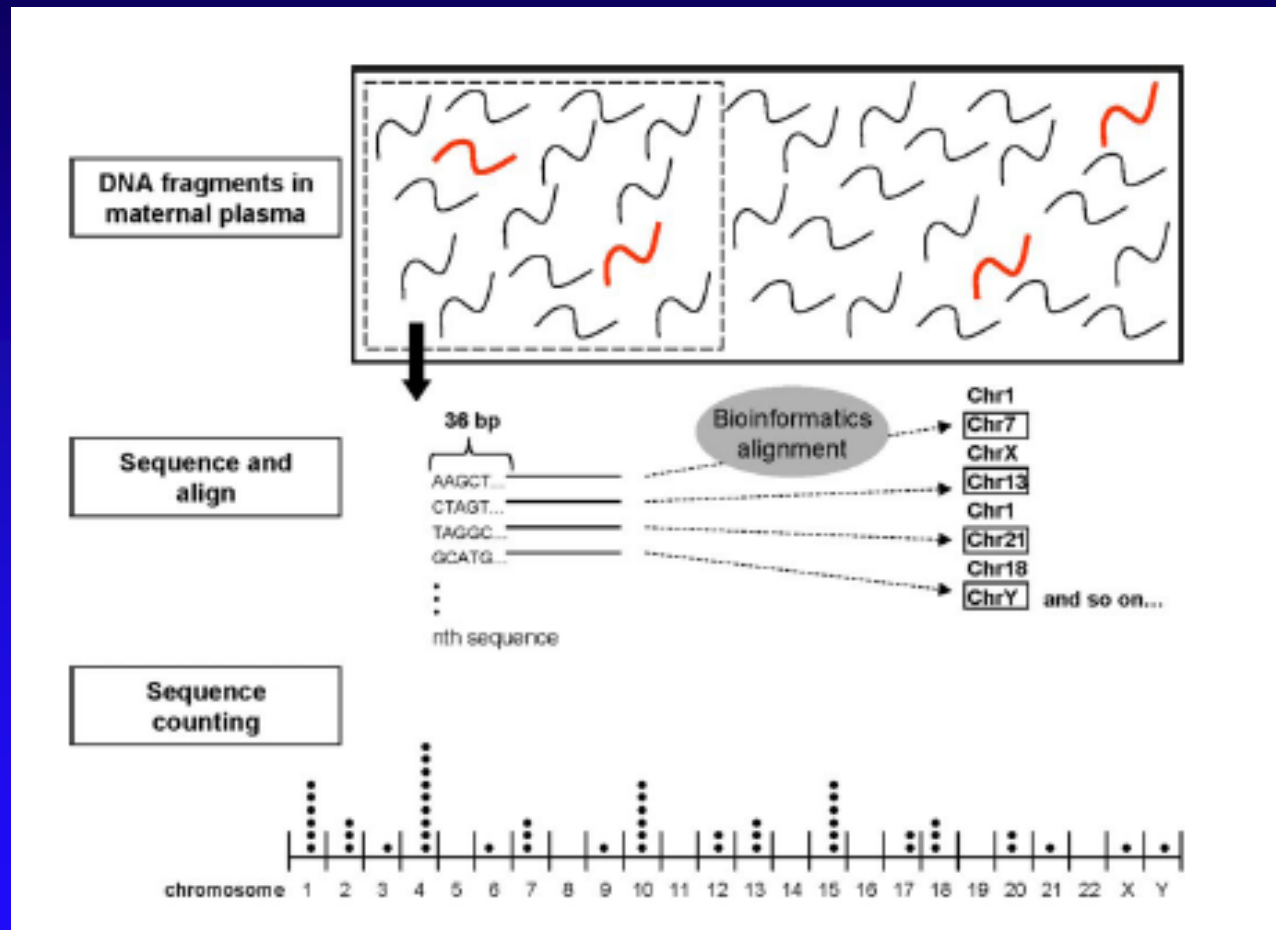 DNA fragments in
maternal plasma
Sequence and
align
36 bp
AAGCT...
CTAGT...
TAGGC...
GCATG...
nth sequence
Bioinformatics
alignment
Chr1
Chr7
ChrX
Chr13
Chr1
Chr21
Chr18
ChrY and so on...
Sequence
counting
chromosome 1 2 3 4 5 6 7 8 9 10 11 12 13 14 15 16 17 18 19 20 21 22 X Y